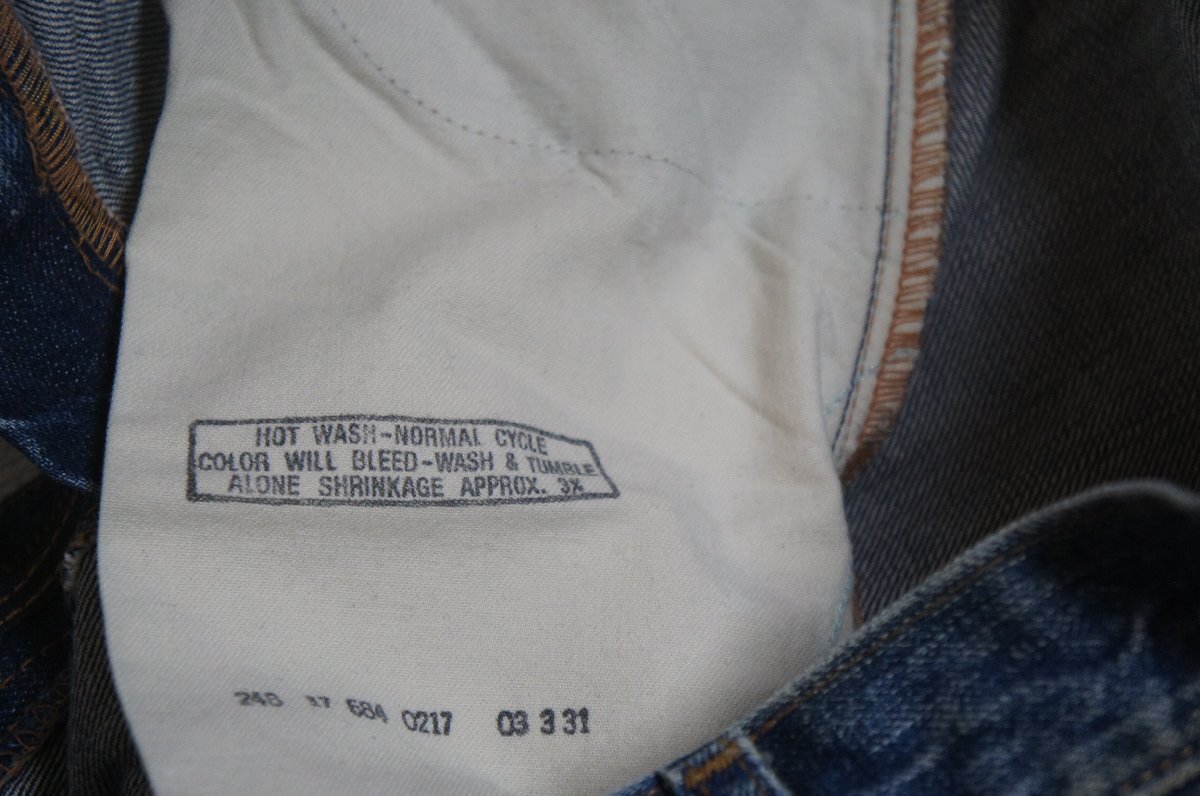 HOT WASH-NORMAL CYCLE
COLOR WILL BLEED-WASH & TUMBLE
ALONE SHRINKAGE APPROX. 3%
248 17 684 0217 03 3 31